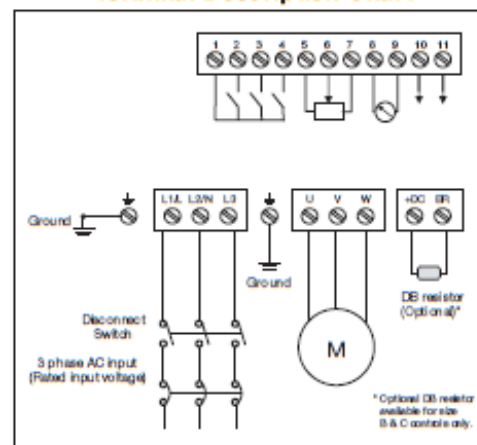 Terminal Description Chart
1 2 3 4 5 6 7 8 9 10 11
L1/L L2/N L3
U V W
+DC BR
Ground
Ground
DB resistor
(Optional)*
Disconnect
Switch
M
3 phase AC input
(Rated input voltage)
* Optional DB resistor
available for size
B & C controls only.